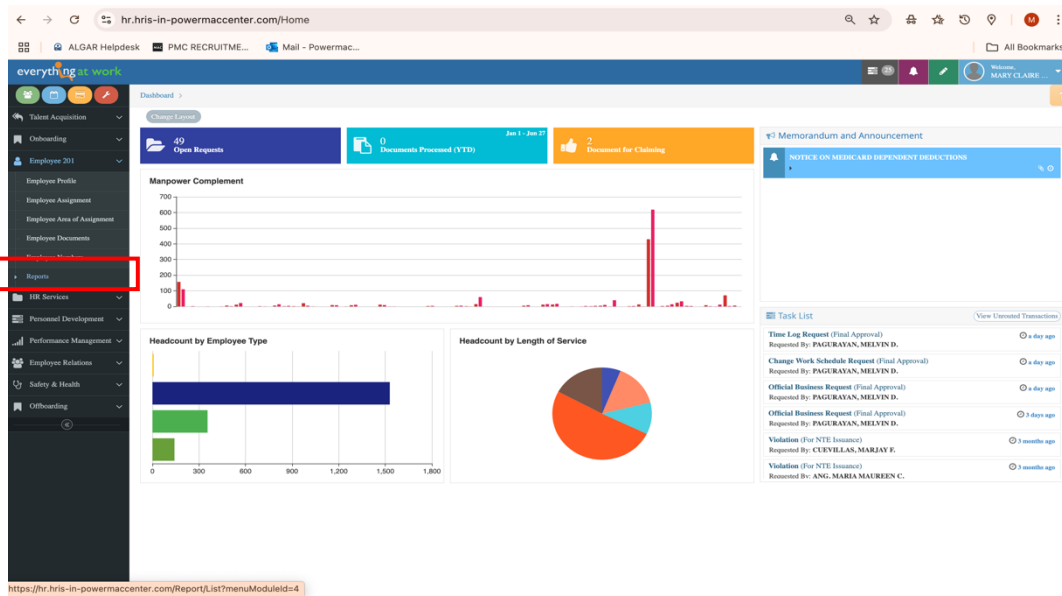 hr.hris-in-powermaccenter.com/Home
ALGAR Helpdesk
PMC RECRUITME...
Mail - Powermac...
All Bookmarks
everything at work
25
Welcome,
MARY CLAIRE ...
Dashboard >
Change Layout
Talent Acquisition
Onboarding
Employee 201
Employee Profile
Employee Assignment
Employee Area of Assignment
Employee Documents
Employee Numbers
Reports
HR Services
Personnel Development
Performance Management
Employee Relations
Safety & Health
Offboarding
49
Open Requests
Jan 1 - Jun 27
0
Documents Processed (YTD)
2
Document for Claiming
Manpower Complement
700
600
500
400
300
200
100
0
Headcount by Employee Type
0 300 600 900 1,200 1,500 1,800
Headcount by Length of Service
Memorandum and Announcement
NOTICE ON MEDICARD DEPENDENT DEDUCTIONS
Task List
View Unrouted Transactions
Time Log Request (Final Approval) a day ago
Requested By: PAGURAYAN, MELVIN D.
Change Work Schedule Request (Final Approval) a day ago
Requested By: PAGURAYAN, MELVIN D.
Official Business Request (Final Approval) a day ago
Requested By: PAGURAYAN, MELVIN D.
Official Business Request (Final Approval) 3 days ago
Requested By: PAGURAYAN, MELVIN D.
Violation (For NTE Issuance) 3 months ago
Requested By: CUEVILLAS, MARJAY F.
Violation (For NTE Issuance) 3 months ago
Requested By: ANG, MARIA MAUREEN C.
https://hr.hris-in-powermaccenter.com/Report/List?menuModuleId=4